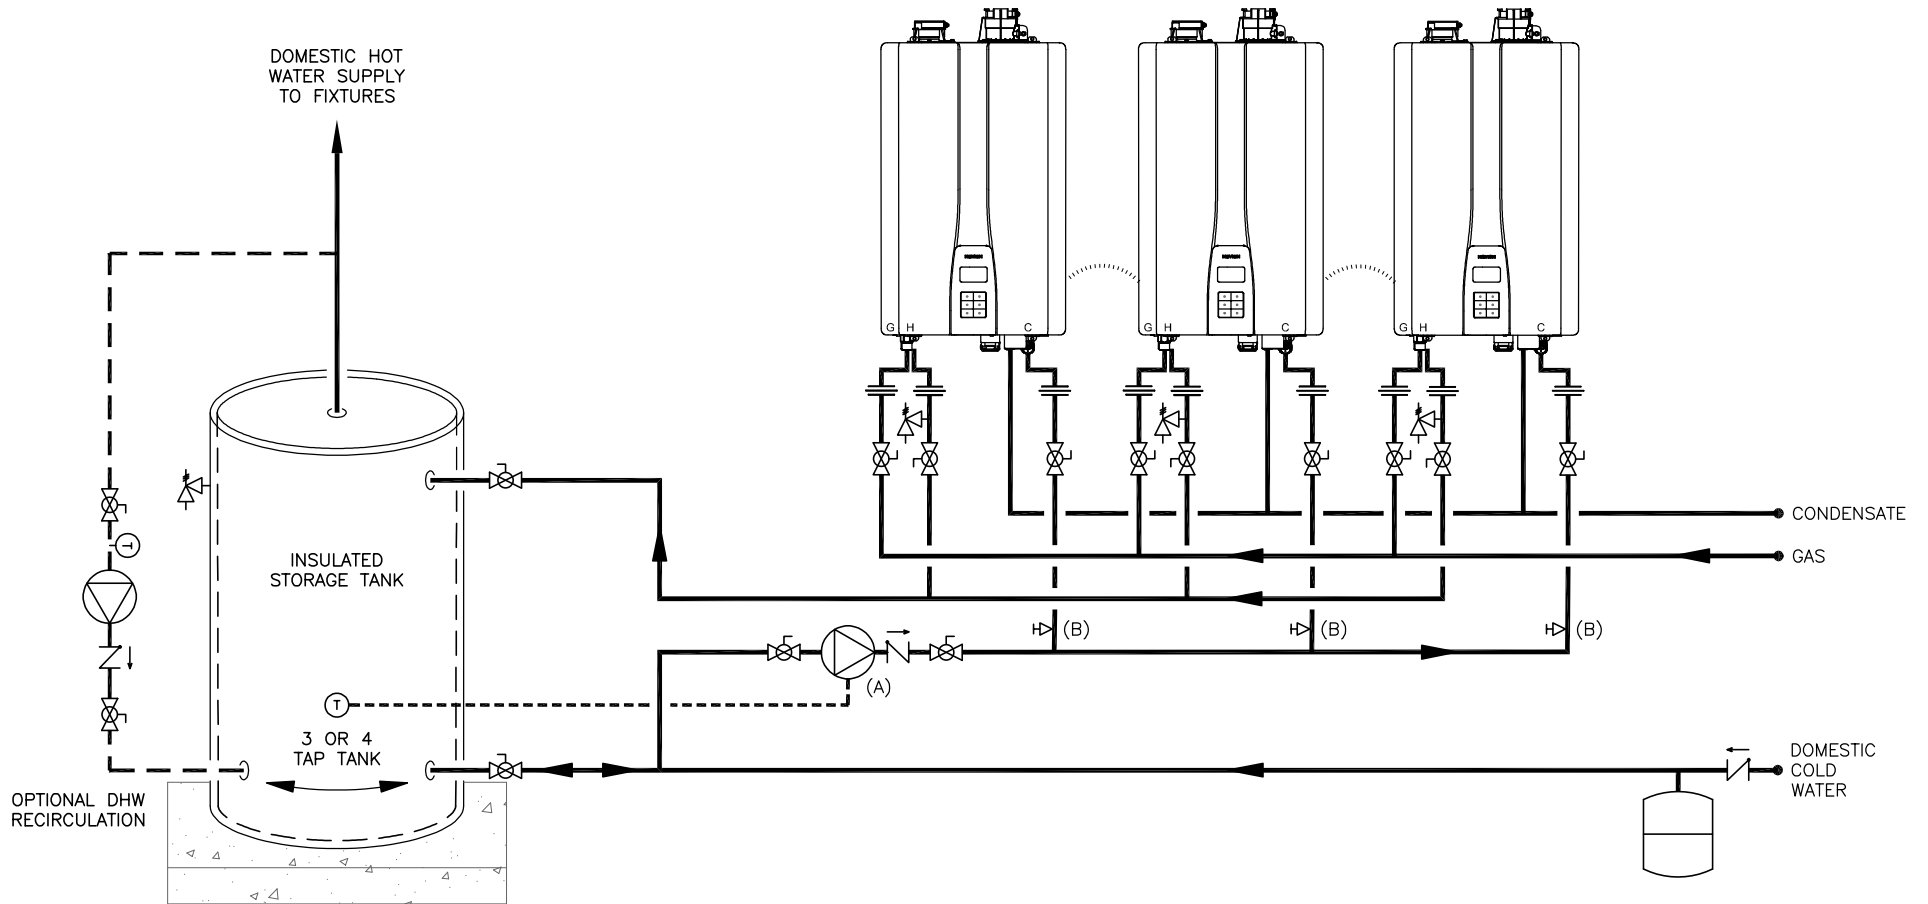 DOMESTIC HOT
WATER SUPPLY
TO FIXTURES
G H C
G H C
G H C
CONDENSATE
GAS
INSULATED
STORAGE TANK
T
(B) (B) (B)
(A)
T
3 OR 4
TAP TANK
DOMESTIC
COLD
WATER
OPTIONAL DHW
RECIRCULATION